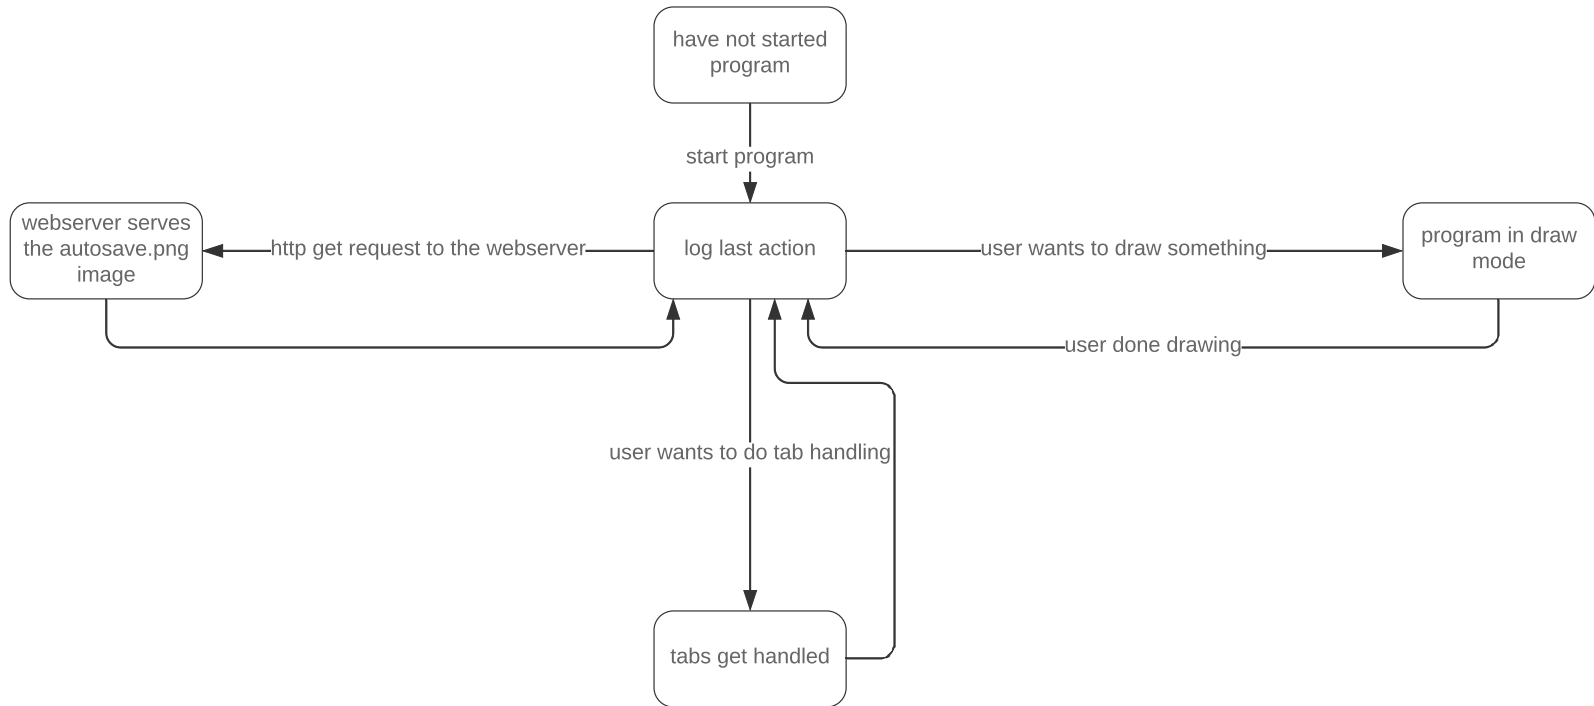 have not started
program
start program
webserver serves
the autosave.png
image
http get request to the webserver
log last action
user wants to draw something
program in draw
mode
user done drawing
user wants to do tab handling
tabs get handled